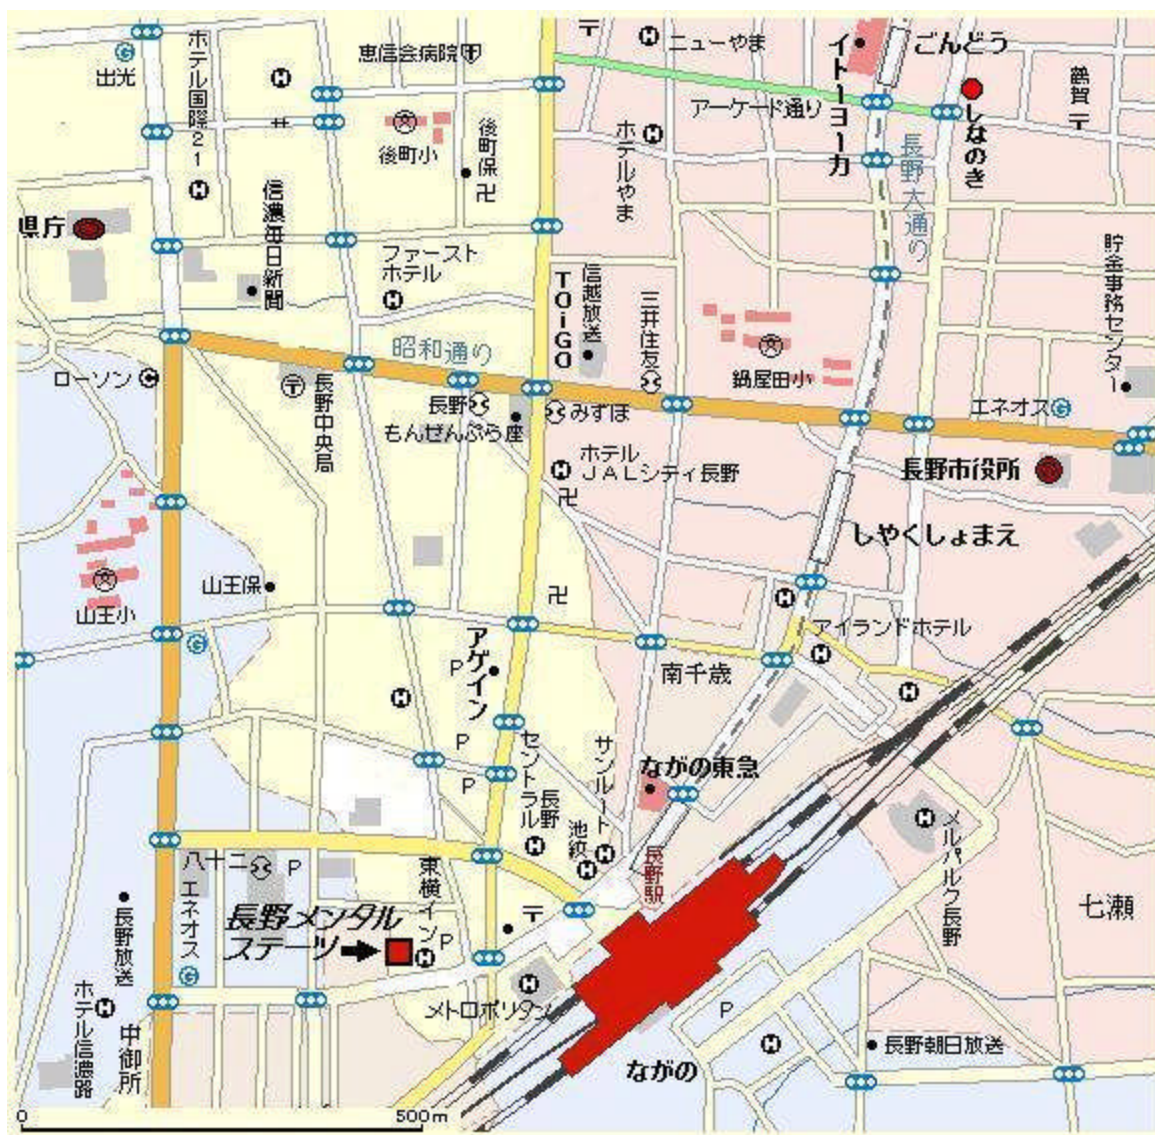 出光
G
ホテル国際21
恵信会病院
ニューやま
イトーヨーカ
ごんどう
鶴賀
アーケード通り
しなのき
長野大通り
後町小
後町保
ホテルやま
県庁
信濃毎日新聞
ファースト
ホテル
TOiGO
信越放送
三井住友
貯金事務センター
昭和通り
ローソン
C
長野中央局
長野
もんぜんぷら座
みずほ
鍋屋田小
エネオス
G
ホテル
JALシティ長野
長野市役所
しやくしょまえ
山王小
山王保
G
アゲイン
P
南千歳
アイランドホテル
P
P
セントラル
長野
サンルート
池紋
ながの東急
長野駅
メルパルク長野
七瀬
八十二
P
エネオス
G
東横イン
P
長野放送
長野メンタル
ステーツ
メトロポリタン
ホテル信濃路
中御所
P
長野朝日放送
ながの
0
500m